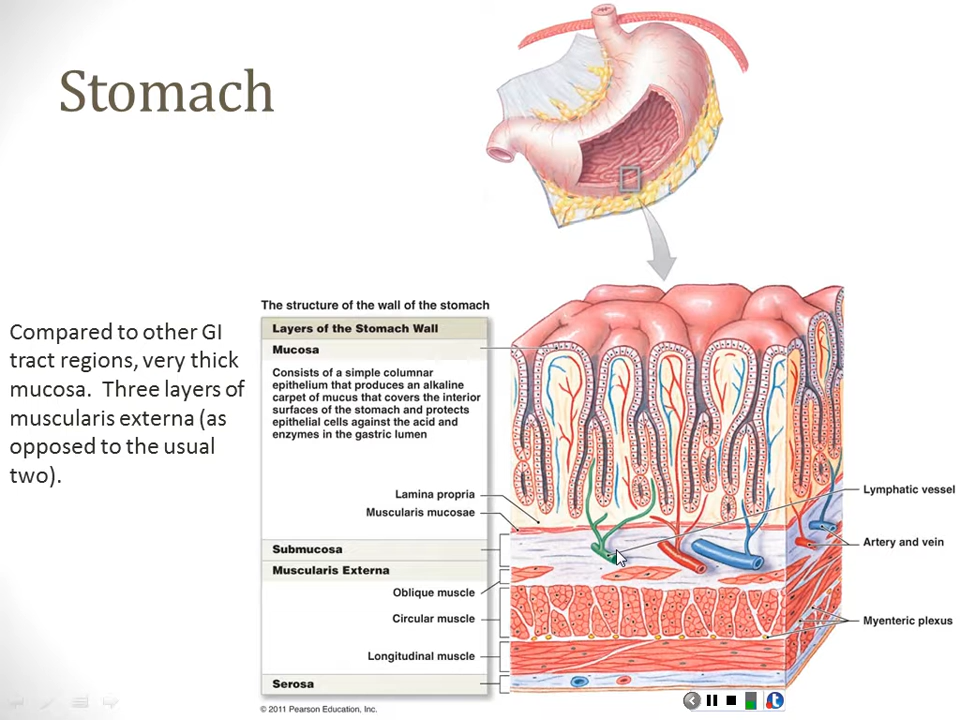 Stomach
Compared to other GI
tract regions, very thick
mucosa.  Three layers of
muscularis externa (as
opposed to the usual
two).
The structure of the wall of the stomach
Layers of the Stomach Wall
Mucosa
Consists of a simple columnar
epithelium that produces an alkaline
carpet of mucus that covers the interior
surfaces of the stomach and protects
epithelial cells against the acid and
enzymes in the gastric lumen
Lamina propria
Muscularis mucosae
Submucosa
Muscularis Externa
Oblique muscle
Circular muscle
Longitudinal muscle
Serosa
Lymphatic vessel
Artery and vein
Myenteric plexus
© 2011 Pearson Education, Inc.
t